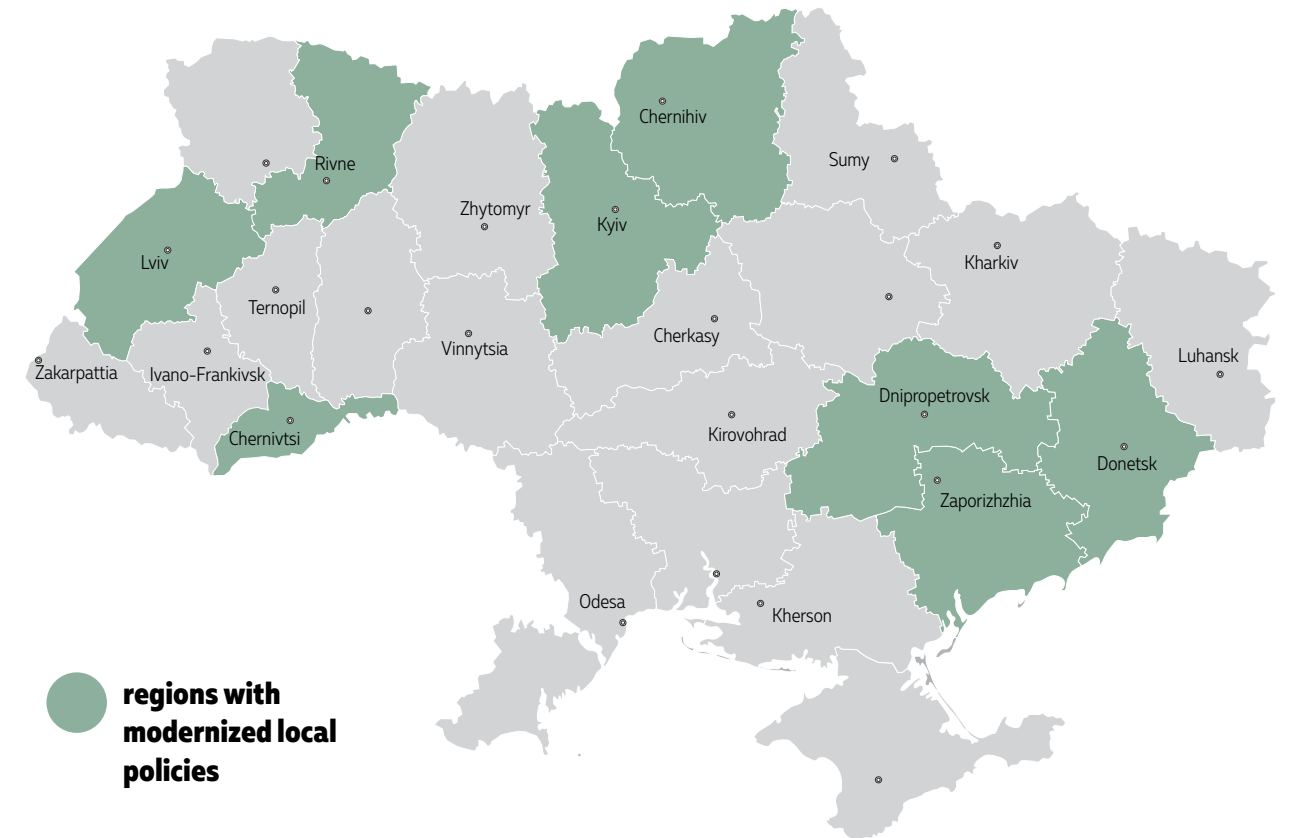 Chernihiv
Sumy
Rivne
Zhytomyr
Kyiv
Lviv
Kharkiv
Ternopil
Cherkasy
Vinnytsia
Luhansk
Zakarpattia
Ivano-Frankivsk
Dnipropetrovsk
Chernivtsi
Kirovohrad
Donetsk
Zaporizhzhia
Odesa
Kherson
regions with
modernized local
policies